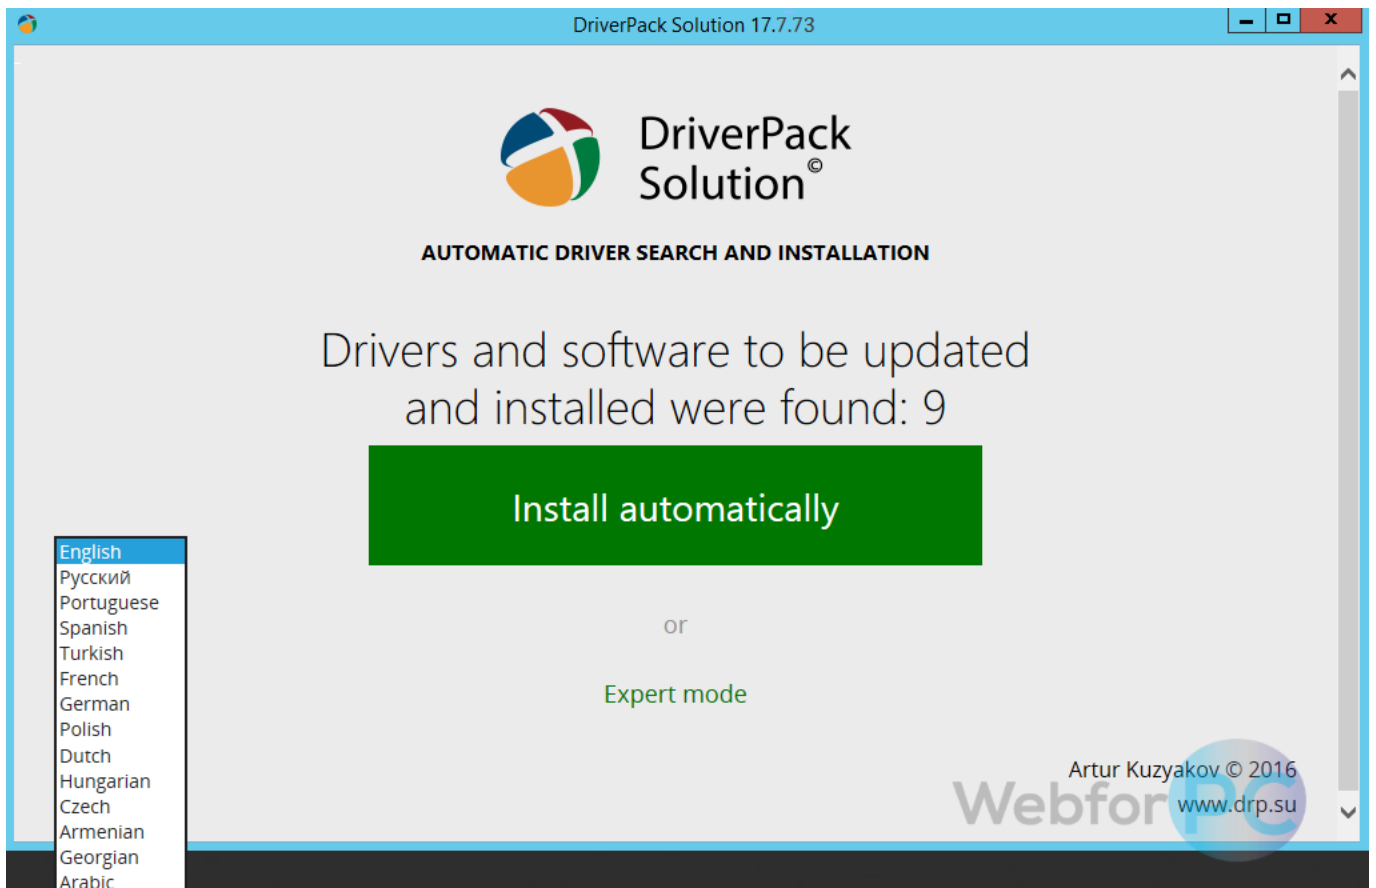 DriverPack Solution 17.7.73
DriverPack
Solution©
AUTOMATIC DRIVER SEARCH AND INSTALLATION
Drivers and software to be updated
and installed were found: 9
Install automatically
or
Expert mode
English
Русский
Portuguese
Spanish
Turkish
French
German
Polish
Dutch
Hungarian
Czech
Armenian
Georgian
Arabic
Artur Kuzyakov © 2016
www.drp.su
WebforPC